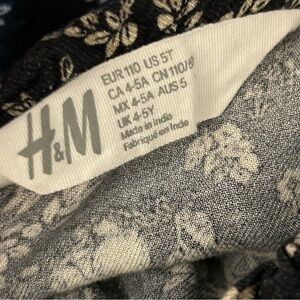 H&M
EUR 110 US 5T
CA 4-5A CN 110/6
MX 4-5A AUS 5
UK 4-5Y
Made in India
Fabriqué en Inde